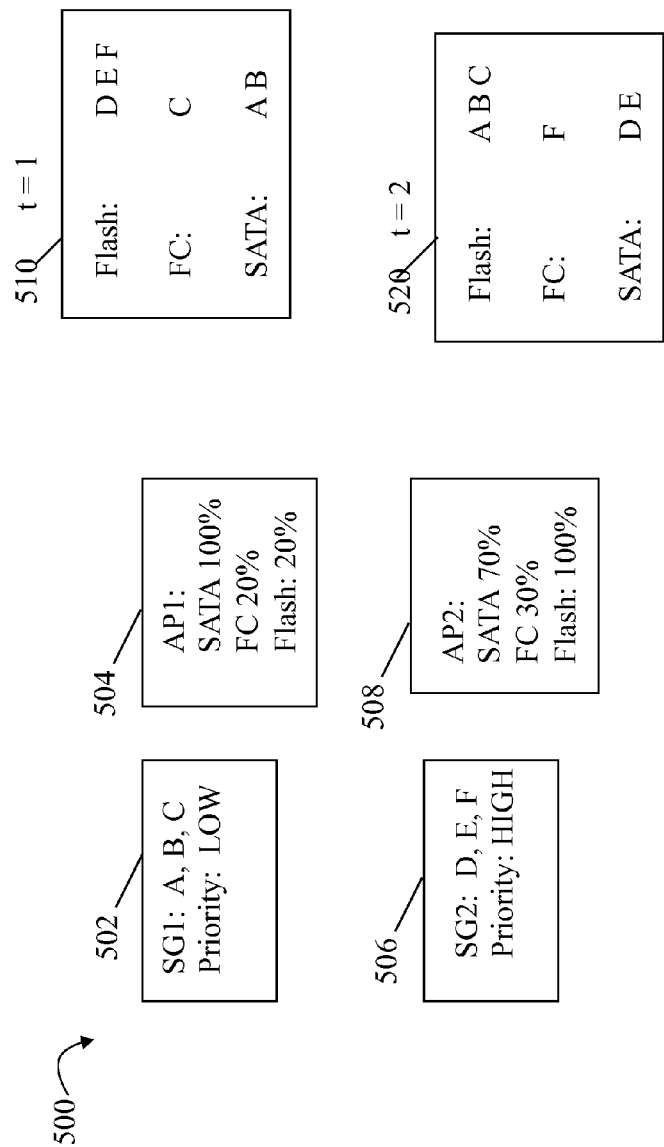 500
502
SG1: A, B, C
Priority: LOW
504
AP1:
SATA 100%
FC 20%
Flash: 20%
510 t = 1
Flash: D E F
FC: C
SATA: A B
506
SG2: D, E, F
Priority: HIGH
508
AP2:
SATA 70%
FC 30%
Flash: 100%
520 t = 2
Flash: A B C
FC: F
SATA: D E